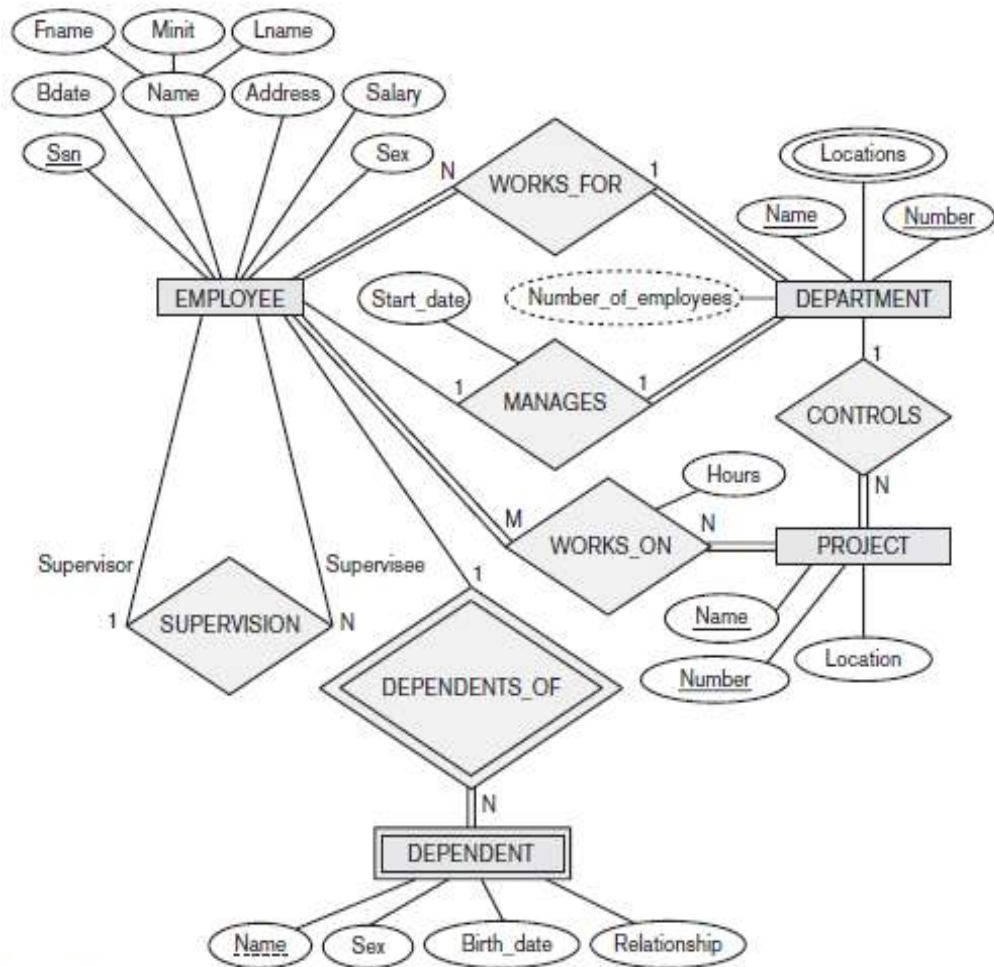 Fname Minit Lname
Bdate Name Address Salary
Ssn Sex
N WORKS_FOR 1
Locations
Name Number
EMPLOYEE
Start_date Number_of_employees DEPARTMENT
1 MANAGES 1
1
CONTROLS
N
Hours
M WORKS_ON N
PROJECT
Supervisor Supervisee
1 SUPERVISION N
1
Name
Number Location
DEPENDENTS_OF
N
DEPENDENT
Name Sex Birth_date Relationship